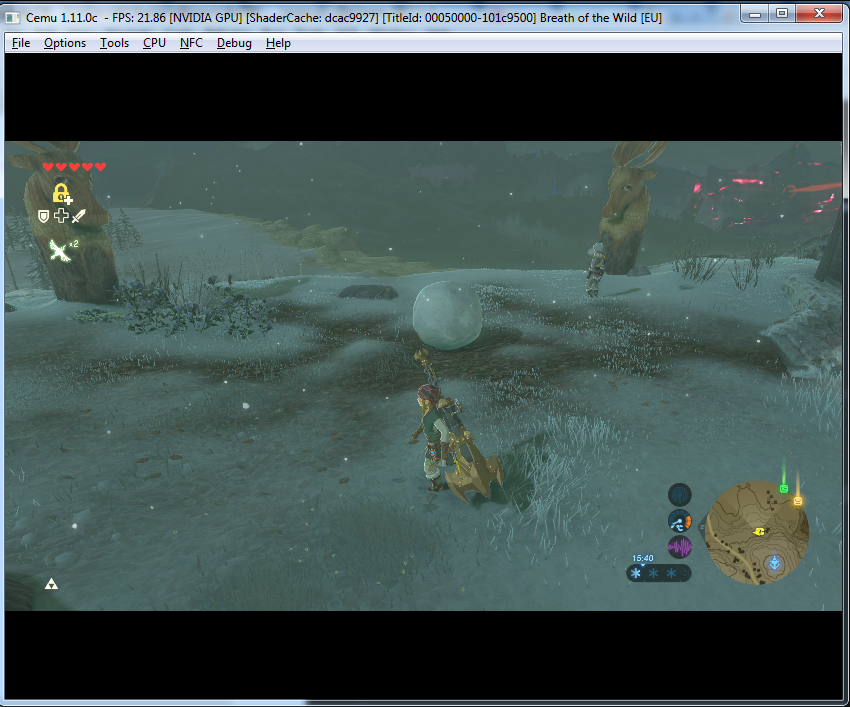 Cemu 1.11.0c - FPS: 21.86 [NVIDIA GPU] [ShaderCache: dcac9927] [TitleId: 00050000-101c9500] Breath of the Wild [EU]
File Options Tools CPU NFC Debug Help
x2
15:40